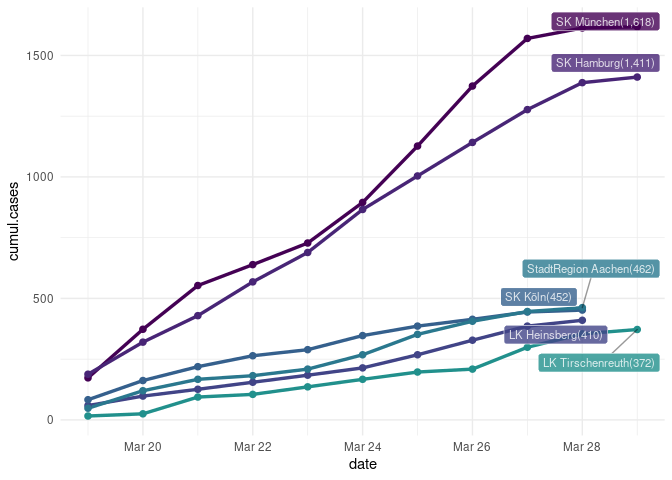 SK München(1,618)
1500
SK Hamburg(1,411)
1000
cumul.cases
StadtRegion Aachen(462)
500
SK Köln(452)
LK Heinsberg(410)
LK Tirschenreuth(372)
0
Mar 20 Mar 22 Mar 24 Mar 26 Mar 28
date